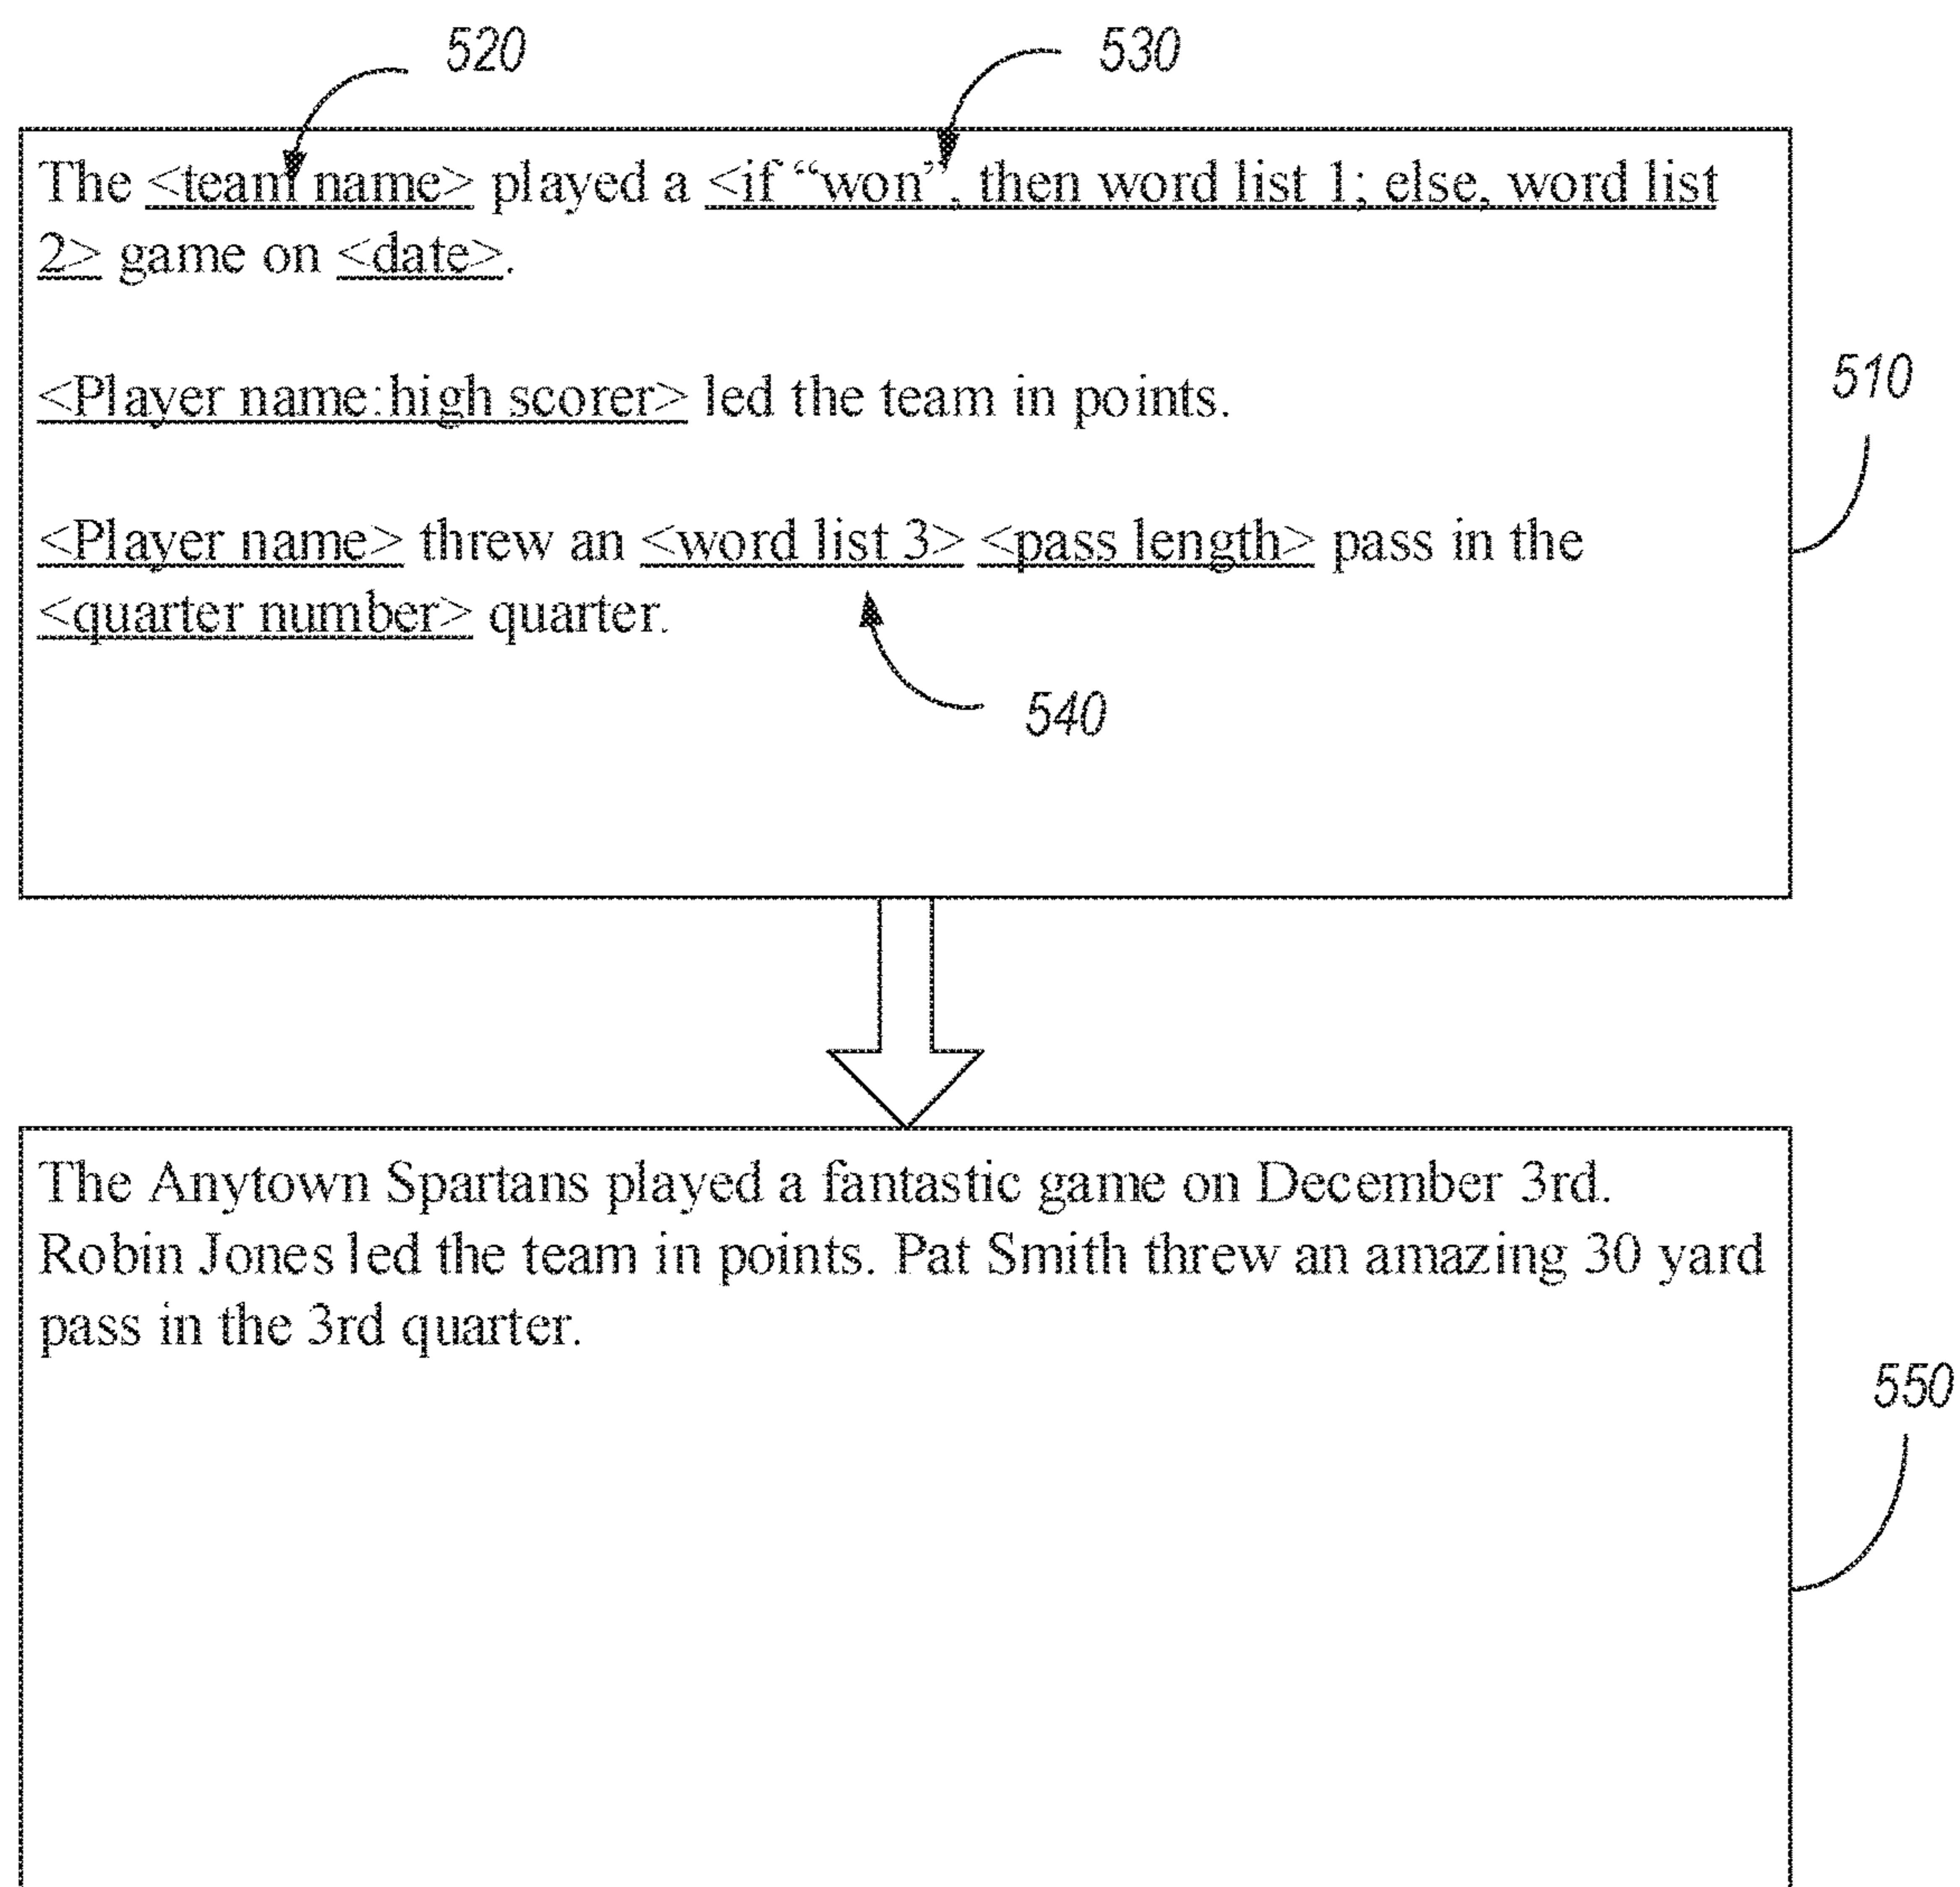 520
530
The <team name> played a <if “won”, then word list 1; else, word list
2> game on <date>.
<Player name:high scorer> led the team in points.
510
<Player name> threw an <word list 3> <pass length> pass in the
<quarter number> quarter.
540
The Anytown Spartans played a fantastic game on December 3rd.
Robin Jones led the team in points. Pat Smith threw an amazing 30 yard
pass in the 3rd quarter.
550